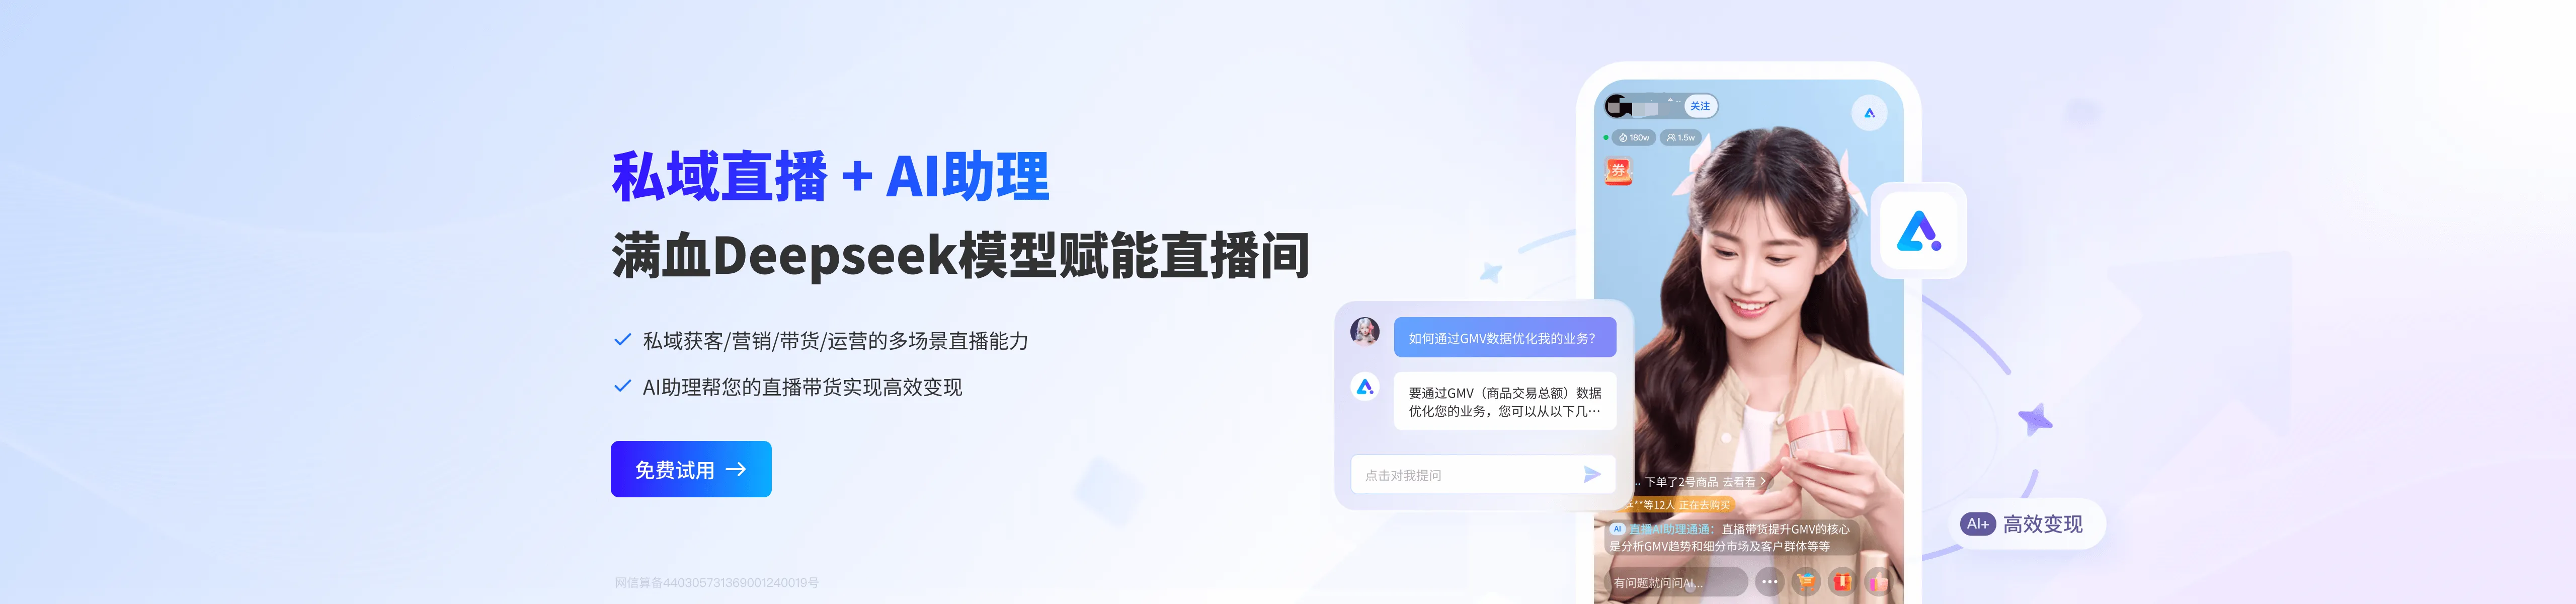 私域直播 + AI助理
满血Deepseek模型赋能直播间
私域获客/营销/带货/运营的多场景直播能力
AI助理帮您的直播带货实现高效变现
免费试用
网信算备440305731369001240019号
如何通过GMV数据优化我的业务？
要通过GMV（商品交易总额）数据
优化您的业务，您可以从以下几…
点击对我提问
关注
180w
1.5w
券
.. 下单了2号商品 去看看
**等12人 正在去购买
AI 直播AI助理通通：直播带货提升GMV的核心
是分析GMV趋势和细分市场及客户群体等等
有问题就问问AI...
AI+ 高效变现